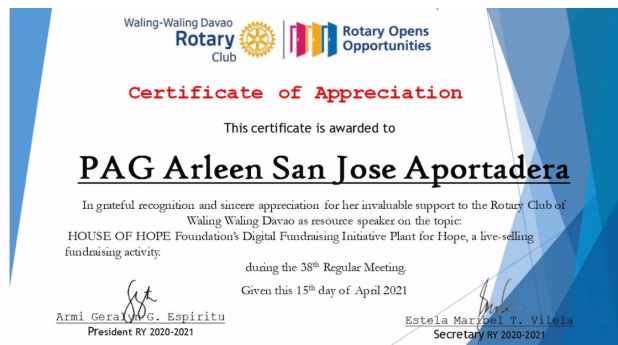 Waling-Waling Davao
Rotary
Club
Rotary Opens
Opportunities
Certificate of Appreciation
This certificate is awarded to
PAG Arleen San Jose Aportadera
In grateful recognition and sincere appreciation for her invaluable support to the Rotary Club of
Waling Waling Davao as resource speaker on the topic:
HOUSE OF HOPE Foundation's Digital Fundraising Initiative Plant for Hope, a live-selling
fundraising activity.
during the 38th Regular Meeting.
Given this 15th day of April 2021
Armi Geralyn G. Espiritu
President RY 2020-2021
Estela Maribel T. Vilela
Secretary RY 2020-2021